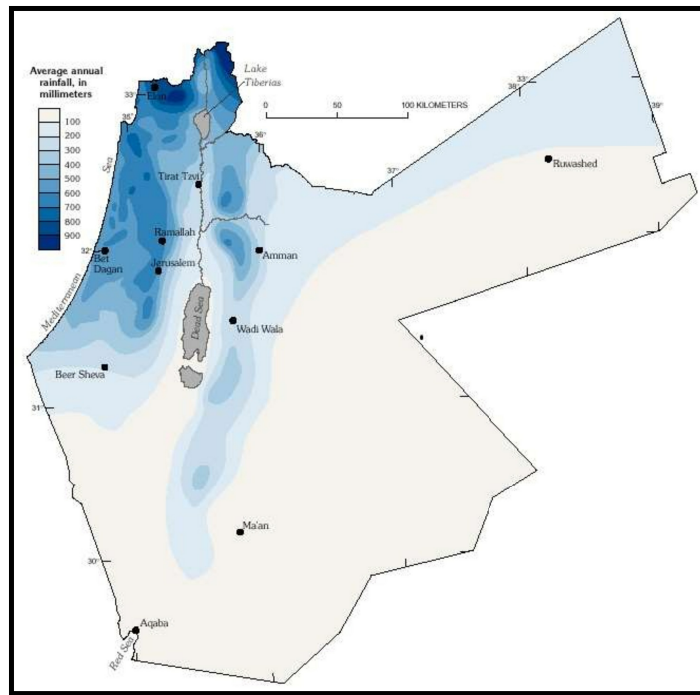 Average annual
rainfall, in
millimeters
100
200
300
400
500
600
700
800
900
Lake
Tiberias
0 50 100 KILOMETERS
Elon
33°
35°
36°
33°
38°
39°
37°
Sea
Tirat Tzvi
Ruwashed
Ramallah
32°
Bet
Dagan
Jerusalem
Amman
Mediterranean
Dead Sea
Wadi Wala
Beer Sheva
31°
Ma'an
30°
Aqaba
Red Sea